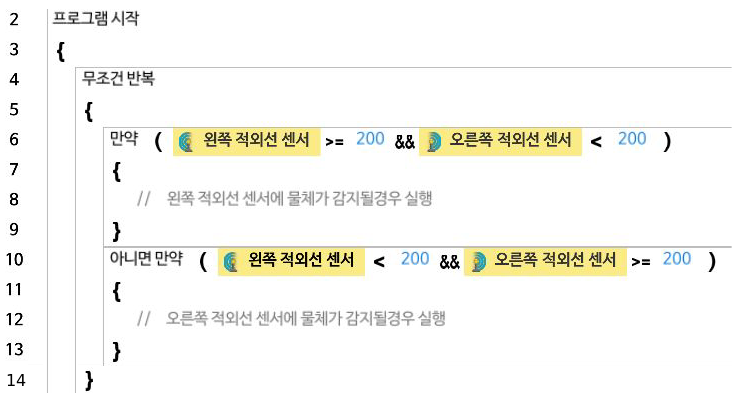 2 프로그램 시작
3 {
4 무조건 반복
5 {
6 만약 ( 왼쪽 적외선 센서 >= 200 && 오른쪽 적외선 센서 < 200 )
7 {
8 // 왼쪽 적외선 센서에 물체가 감지될경우 실행
9 }
10 아니면 만약 ( 왼쪽 적외선 센서 < 200 && 오른쪽 적외선 센서 >= 200 )
11 {
12 // 오른쪽 적외선 센서에 물체가 감지될경우 실행
13 }
14 }